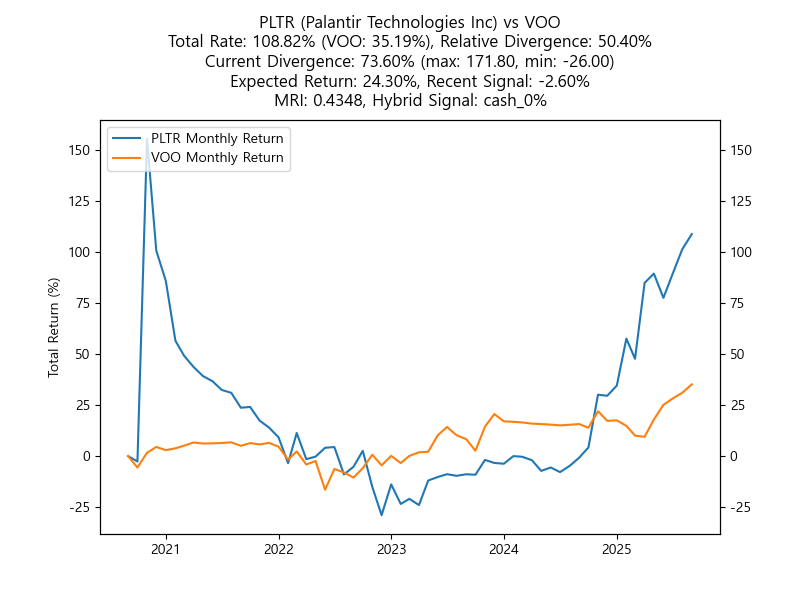 PLTR (Palantir Technologies Inc) vs VOO
Total Rate: 108.82% (VOO: 35.19%), Relative Divergence: 50.40%
Current Divergence: 73.60% (max: 171.80, min: -26.00)
Expected Return: 24.30%, Recent Signal: -2.60%
MRI: 0.4348, Hybrid Signal: cash_0%
PLTR Monthly Return
VOO Monthly Return
Total Return (%)
150
125
100
75
50
25
0
-25
150
125
100
75
50
25
0
-25
2021
2022
2023
2024
2025